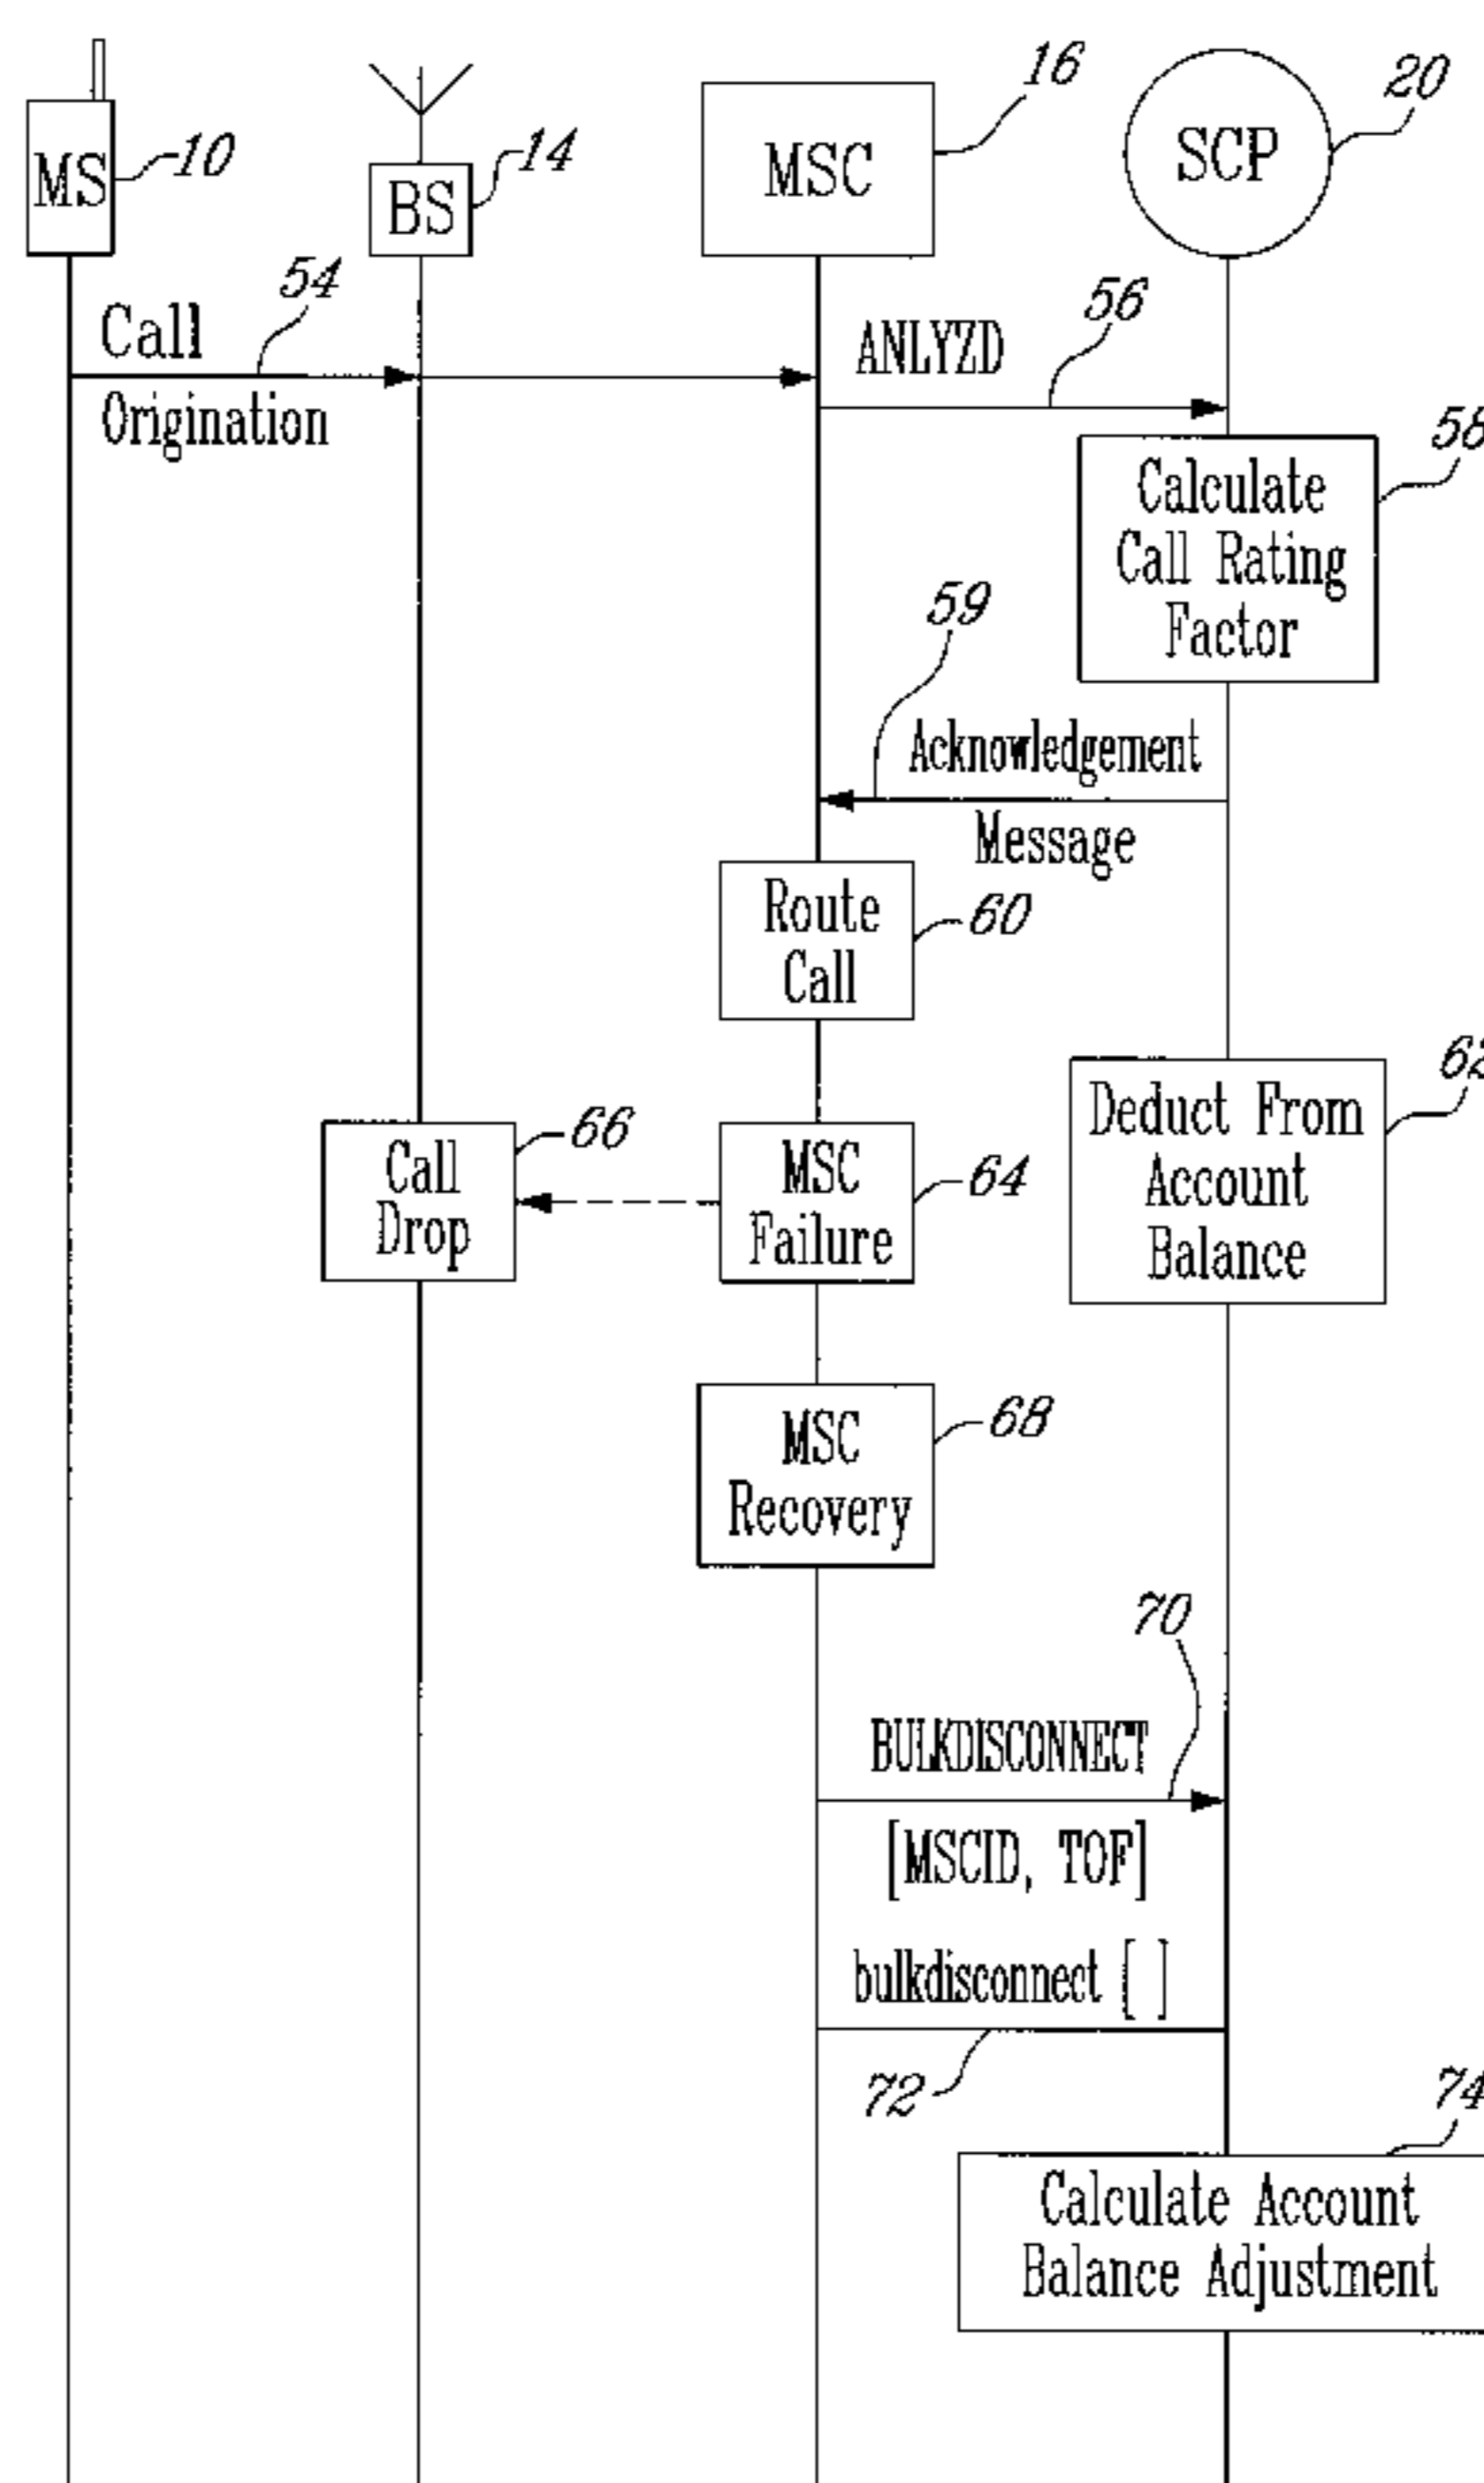 MS
10
BS
14
MSC
16
SCP
20
Call
Origination
54
ANLYZD
56
Calculate
Call Rating
Factor
58
59
Acknowledgement
Message
Route
Call
60
Deduct From
Account
Balance
62
Call
Drop
66
MSC
Failure
64
MSC
Recovery
68
70
BULKDISCONNECT
[MSCID, TOF]
bulkdisconnect [ ]
72
74
Calculate Account
Balance Adjustment